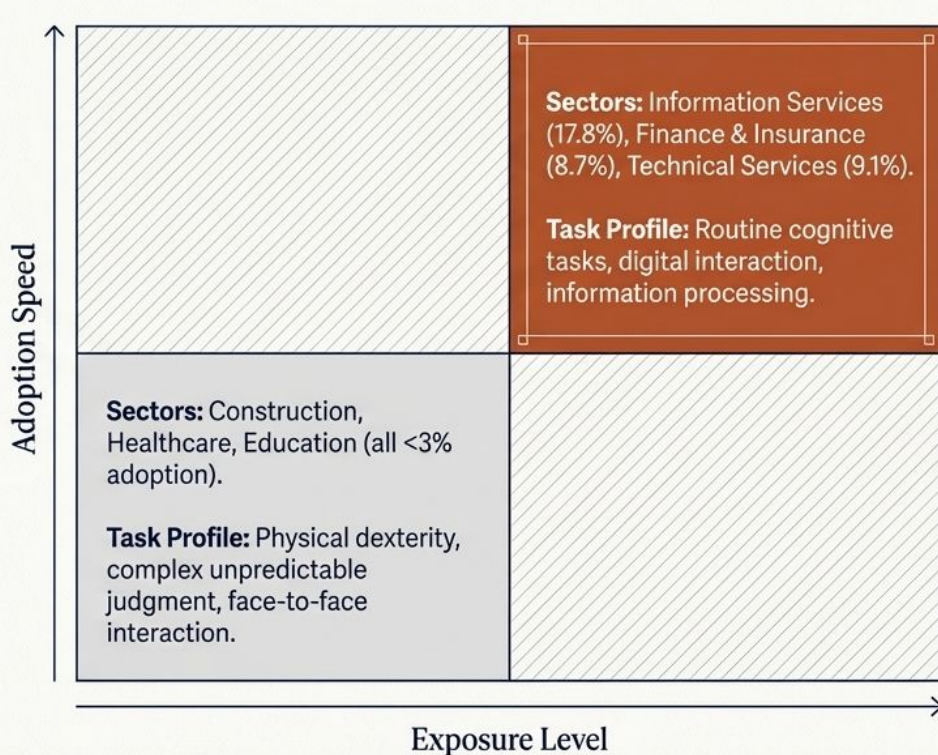 Sectors: Information Services
(17.8%), Finance & Insurance
(8.7%), Technical Services (9.1%).
Task Profile: Routine cognitive
tasks, digital interaction,
information processing.
Adoption Speed
Sectors: Construction,
Healthcare, Education (all <3%
adoption).
Task Profile: Physical dexterity,
complex unpredictable
judgment, face-to-face
interaction.
Exposure Level